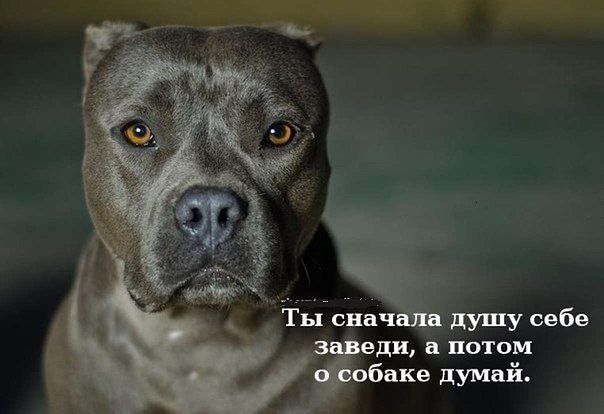 Ты сначала душу себе
заведи, а потом
о собаке думай.